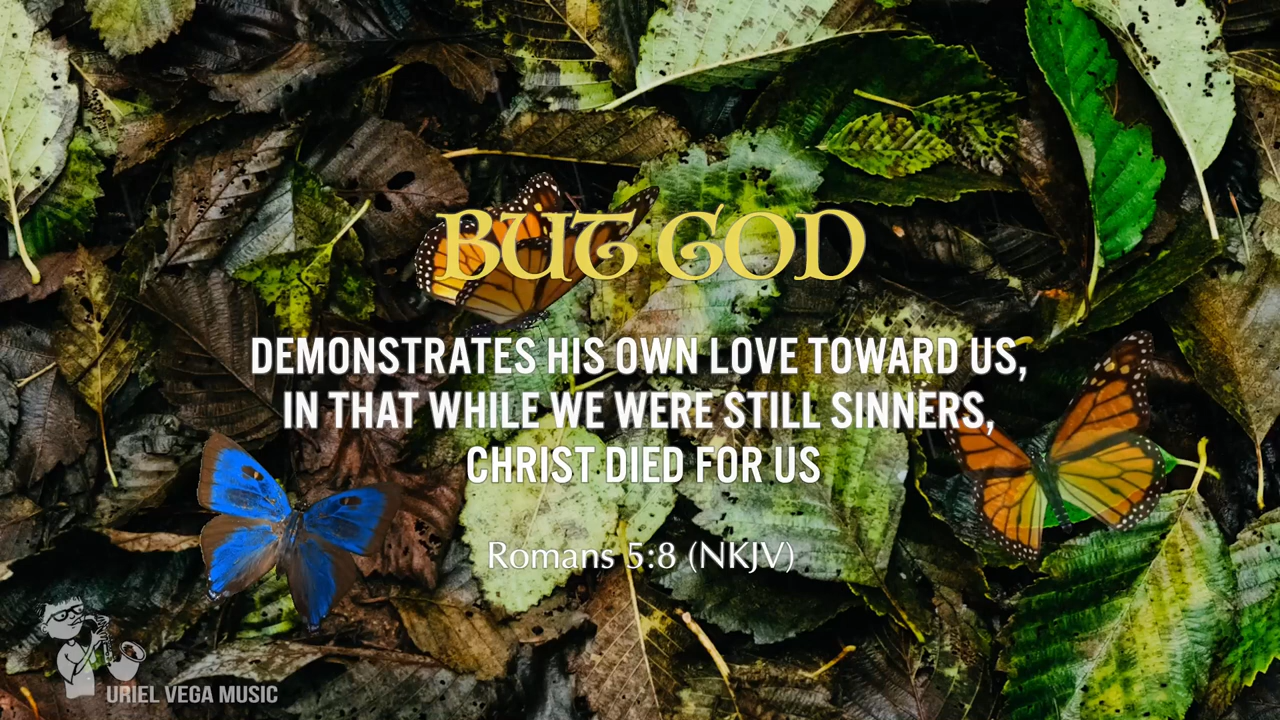 BUT GOD
DEMONSTRATES HIS OWN LOVE TOWARD US,
IN THAT WHILE WE WERE STILL SINNERS,
CHRIST DIED FOR US
Romans 5:8 (NKJV)
URIEL VEGA MUSIC